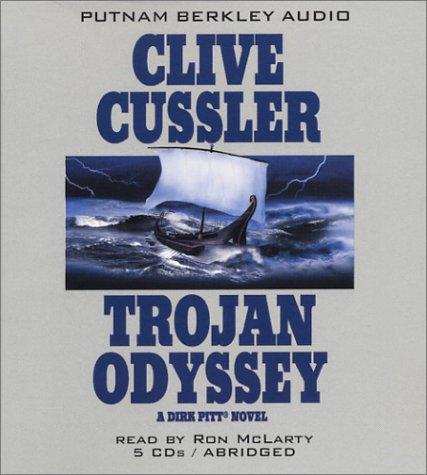 PUTNAM BERKLEY AUDIO
CLIVE
CUSSLER
TROJAN
ODYSSEY
A DIRK PITT® NOVEL
READ BY RON MCLARTY
5 CDs / ABRIDGED